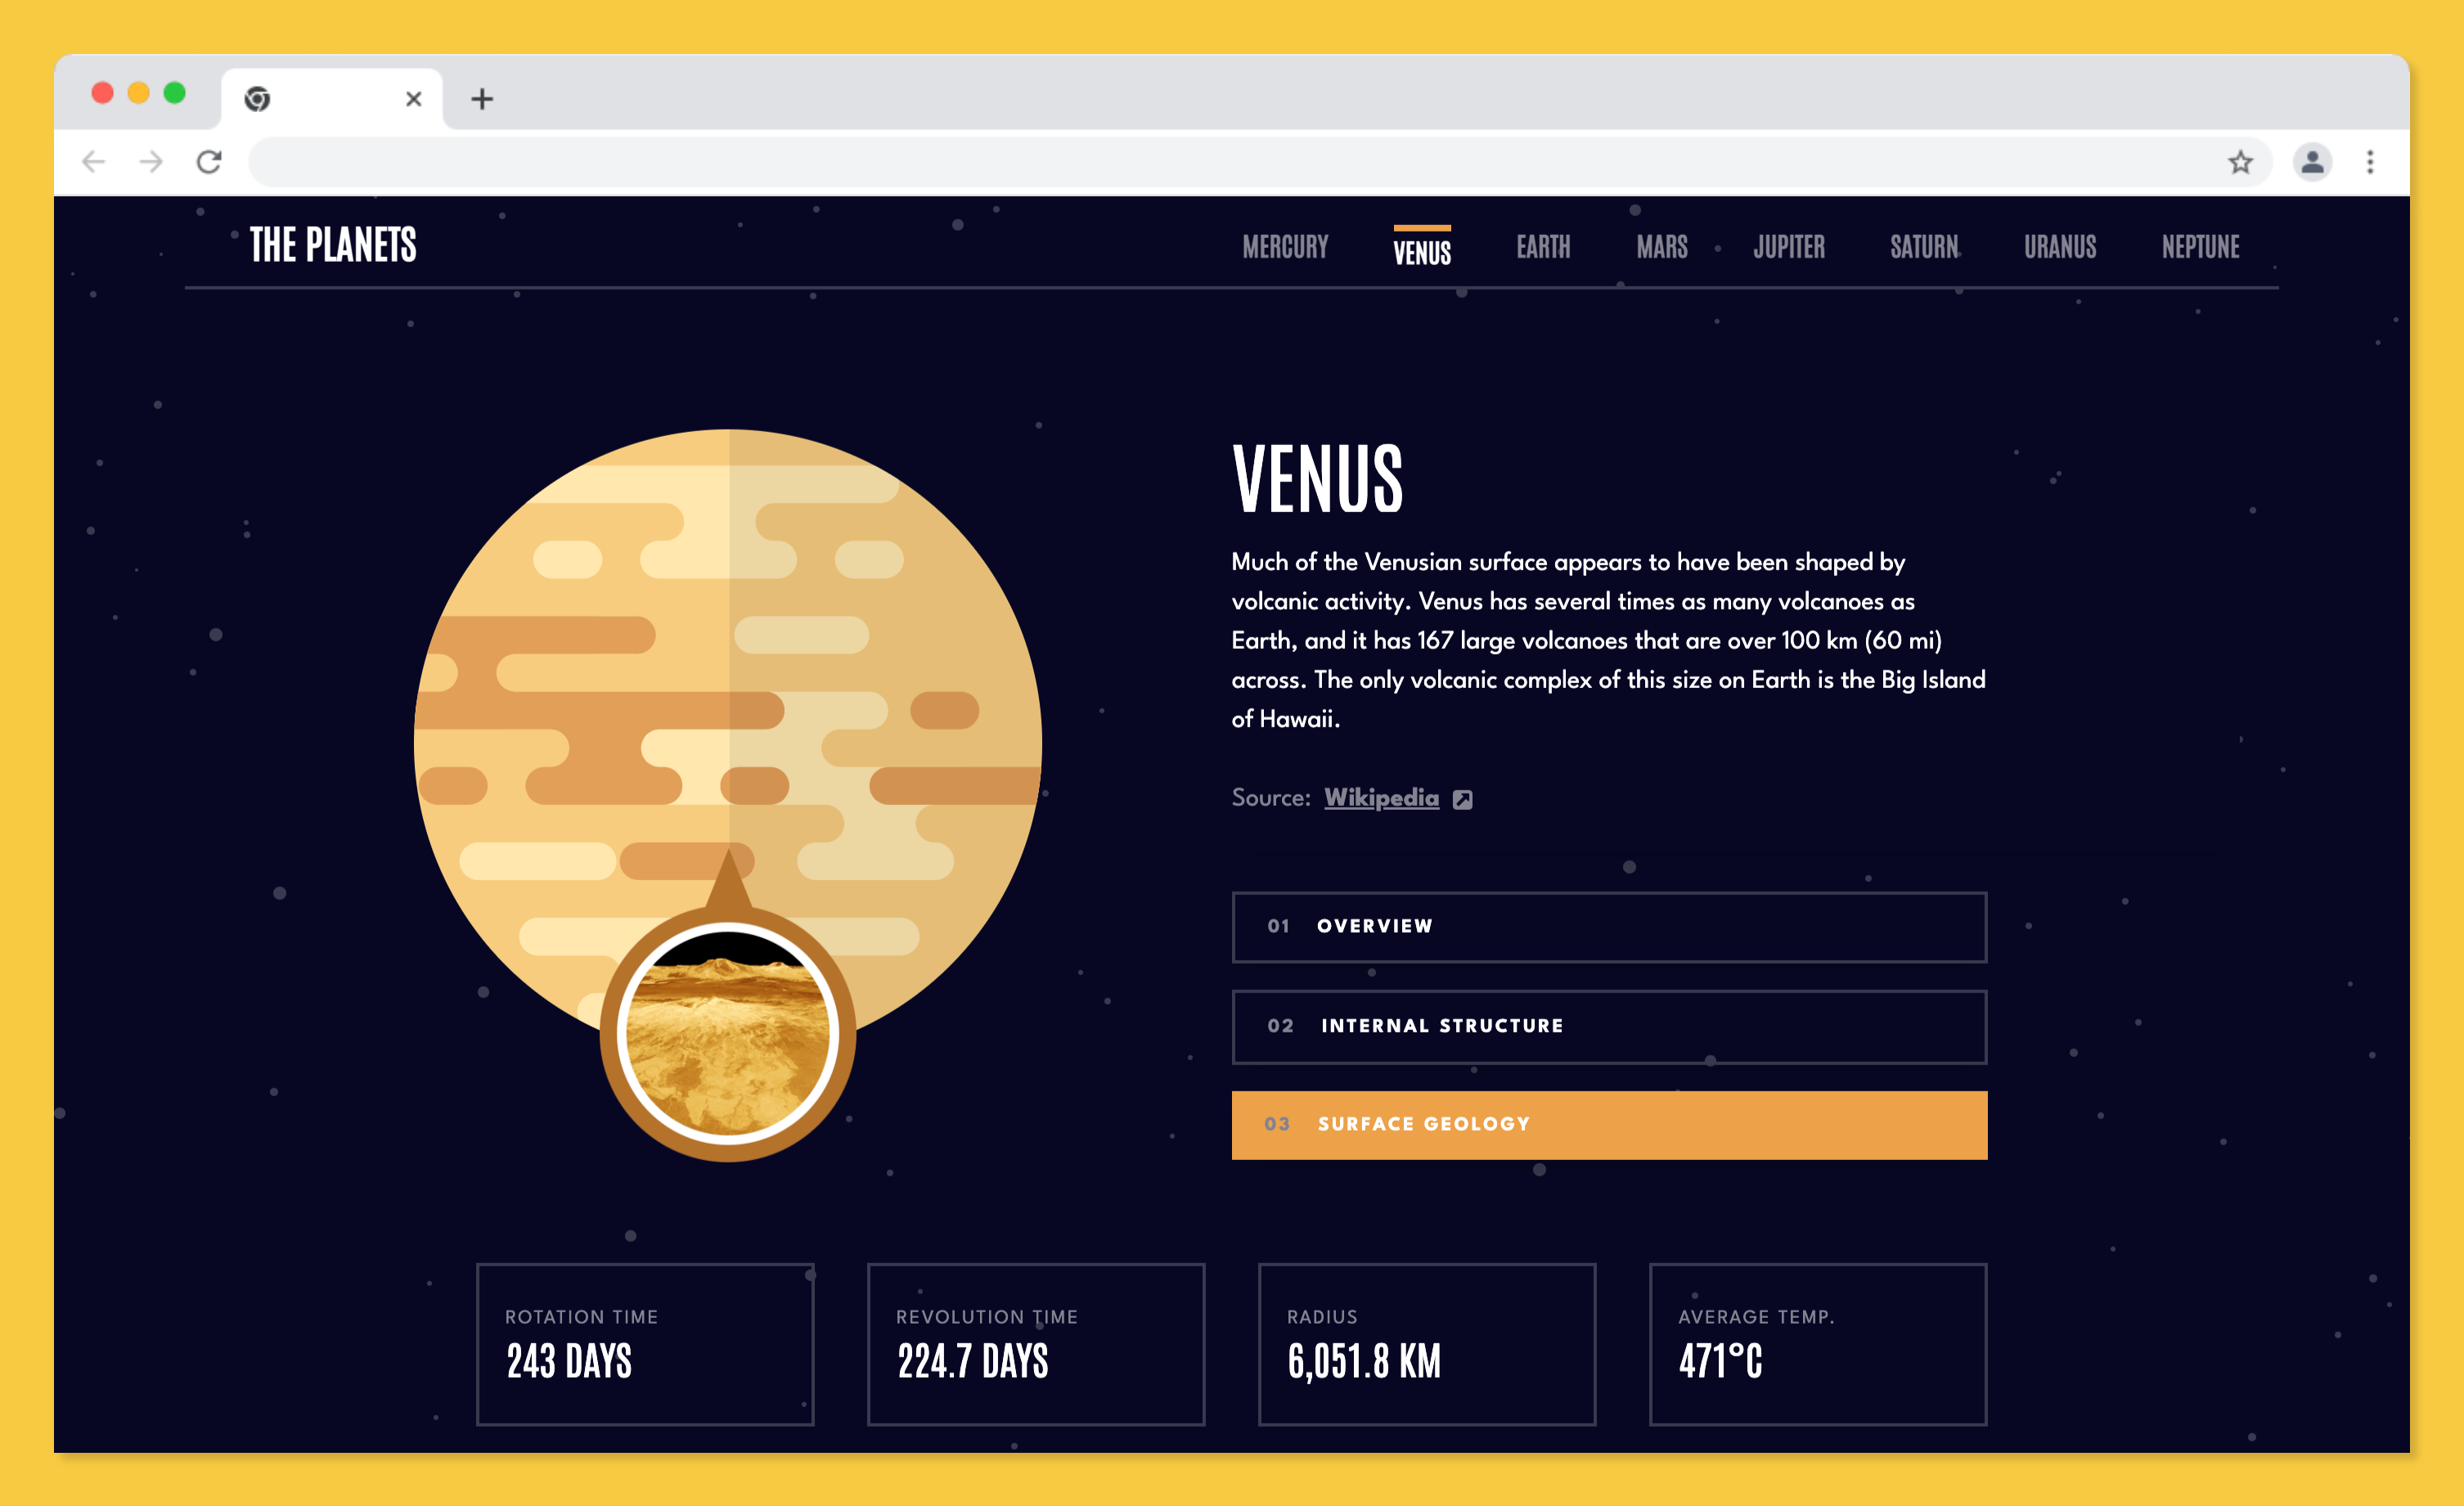 THE PLANETS
MERCURY VENUS EARTH MARS JUPITER SATURN URANUS NEPTUNE
VENUS
Much of the Venusian surface appears to have been shaped by
volcanic activity. Venus has several times as many volcanoes as
Earth, and it has 167 large volcanoes that are over 100 km (60 mi)
across. The only volcanic complex of this size on Earth is the Big Island
of Hawaii.
Source: Wikipedia
01 OVERVIEW
02 INTERNAL STRUCTURE
03 SURFACE GEOLOGY
ROTATION TIME
243 DAYS
REVOLUTION TIME
224.7 DAYS
RADIUS
6,051.8 KM
AVERAGE TEMP.
471°C